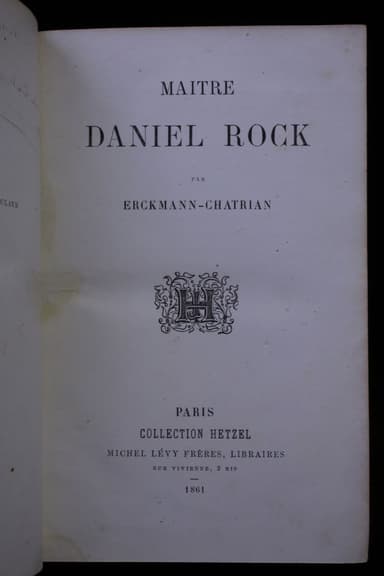 MAITRE
DANIEL ROCK
PAR
ERCKMANN-CHATRIAN
H
PARIS
COLLECTION HETZEL
MICHEL LÉVY FRÈRES, LIBRAIRES
RUE VIVIENNE, 2 BIS
1861